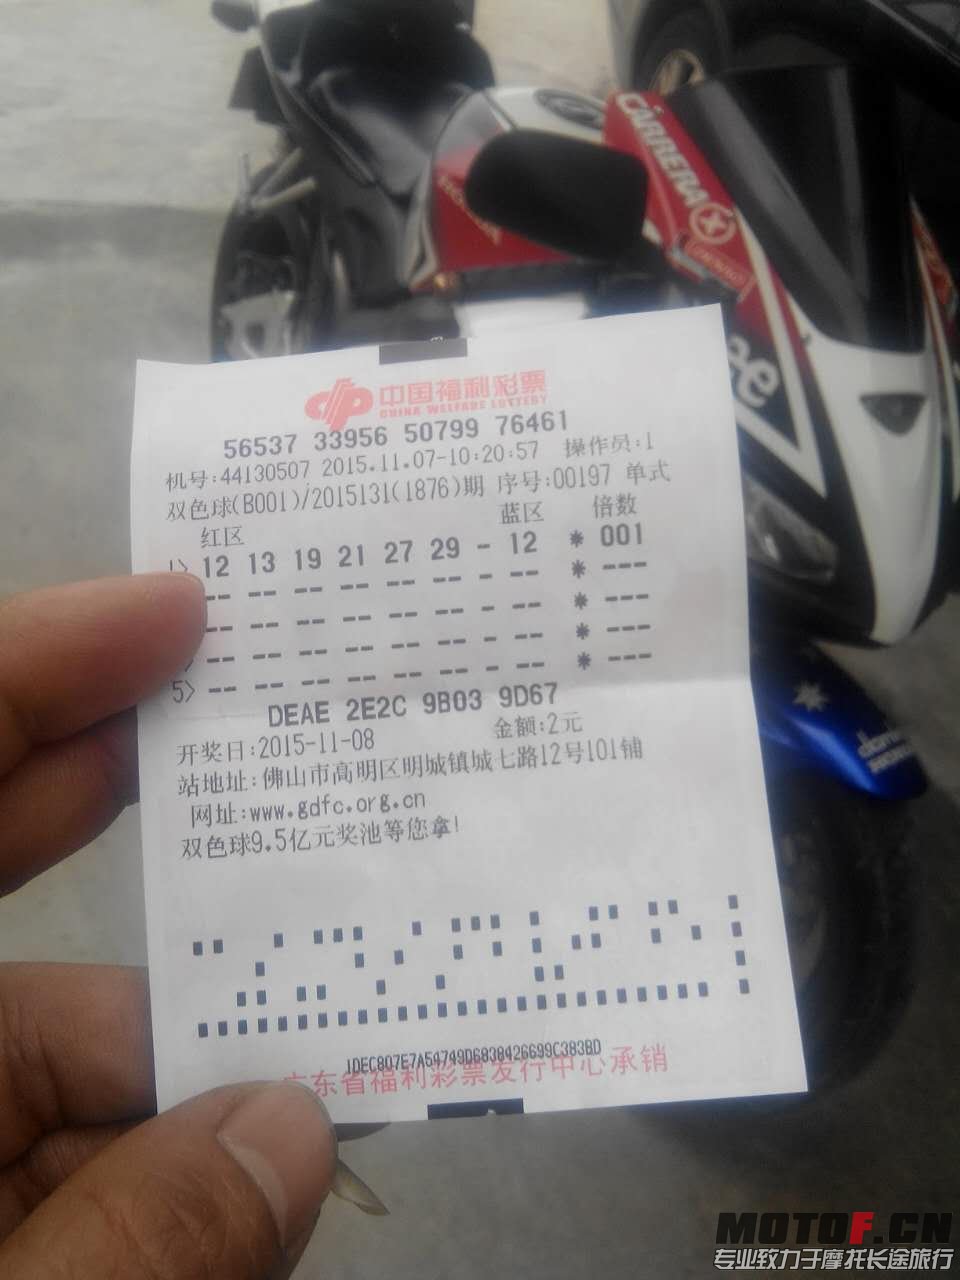 CARRERA
DENSO
HONDA
ae
中国福利彩票
CHINA WELFARE LOTTERY
56537 33956 50799 76461
机号:44130507 2015.11.07-10:20:57 操作员:1
双色球(B001)/2015131(1876)期 序号:00197 单式
红区 蓝区 倍数
1> 12 13 19 21 27 29 - 12 * 001
-- -- -- -- -- -- - -- * ---
-- -- -- -- -- -- - -- * ---
-- -- -- -- -- -- - -- * ---
5> -- -- -- -- -- -- - -- * ---
DEAE 2E2C 9B03 9D67
开奖日:2015-11-08 金额:2元
站地址:佛山市高明区明城镇城七路12号101铺
网址:www.gdfc.org.cn
双色球9.5亿元奖池等您拿!
1DEC807E7A54749D6838426699C383BD
广东省福利彩票发行中心承销
MOTOF.CN
专业致力于摩托长途旅行